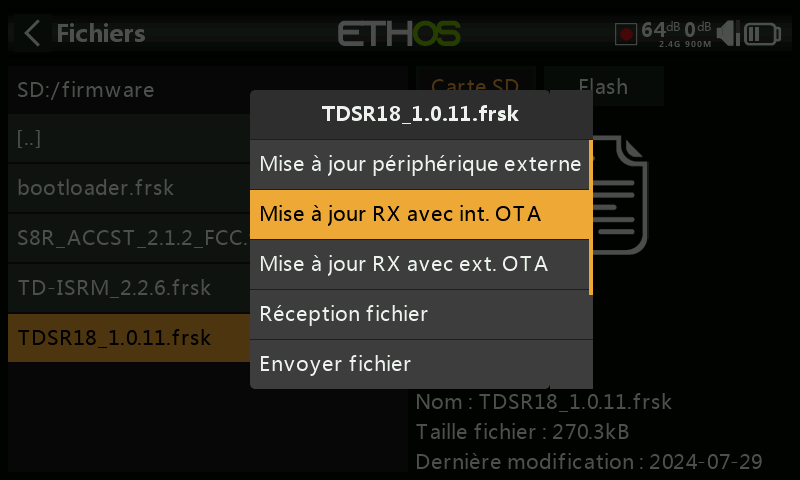 Fichiers
ETHOS
64dB 0dB
2.4G 900M
SD:/firmware
Carte SD
Flash
TDSR18_1.0.11.frsk
[..]
Mise à jour périphérique externe
bootloader.frsk
Mise à jour RX avec int. OTA
S8R_ACCST_2.1.2_FCC.
Mise à jour RX avec ext. OTA
TD-ISRM_2.2.6.frsk
Réception fichier
TDSR18_1.0.11.frsk
Envoyer fichier
Nom : TDSR18_1.0.11.frsk
Taille fichier : 270.3kB
Dernière modification : 2024-07-29